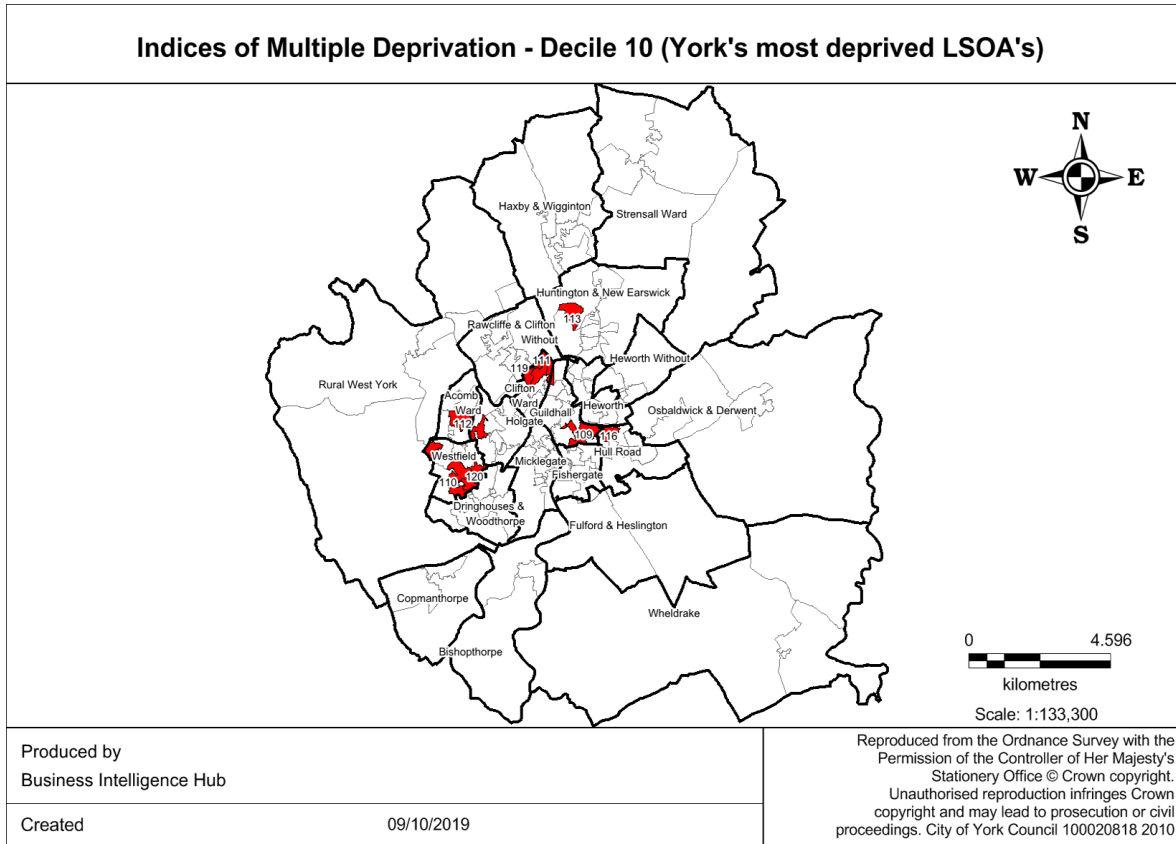 Indices of Multiple Deprivation - Decile 10 (York's most deprived LSOA's)
N
W
E
S
Haxby & Wigginton
Strensall Ward
Huntington & New Earswick
113
Rawcliffe & Clifton
Without
111
119
Heworth Without
Rural West York
Clifton
Ward
Acomb
Ward
112
Holgate
Guildhall
Heworth
Osbaldwick & Derwent
109
116
Hull Road
Westfield
Micklegate
Fishergate
110
120
Dringhouses &
Woodthorpe
Fulford & Heslington
Copmanthorpe
Wheldrake
Bishopthorpe
0
4.596
kilometres
Scale: 1:133,300
Produced by
Business Intelligence Hub
Created
09/10/2019
Reproduced from the Ordnance Survey with the
Permission of the Controller of Her Majesty's
Stationery Office © Crown copyright.
Unauthorised reproduction infringes Crown
copyright and may lead to prosecution or civil
proceedings. City of York Council 100020818 2010